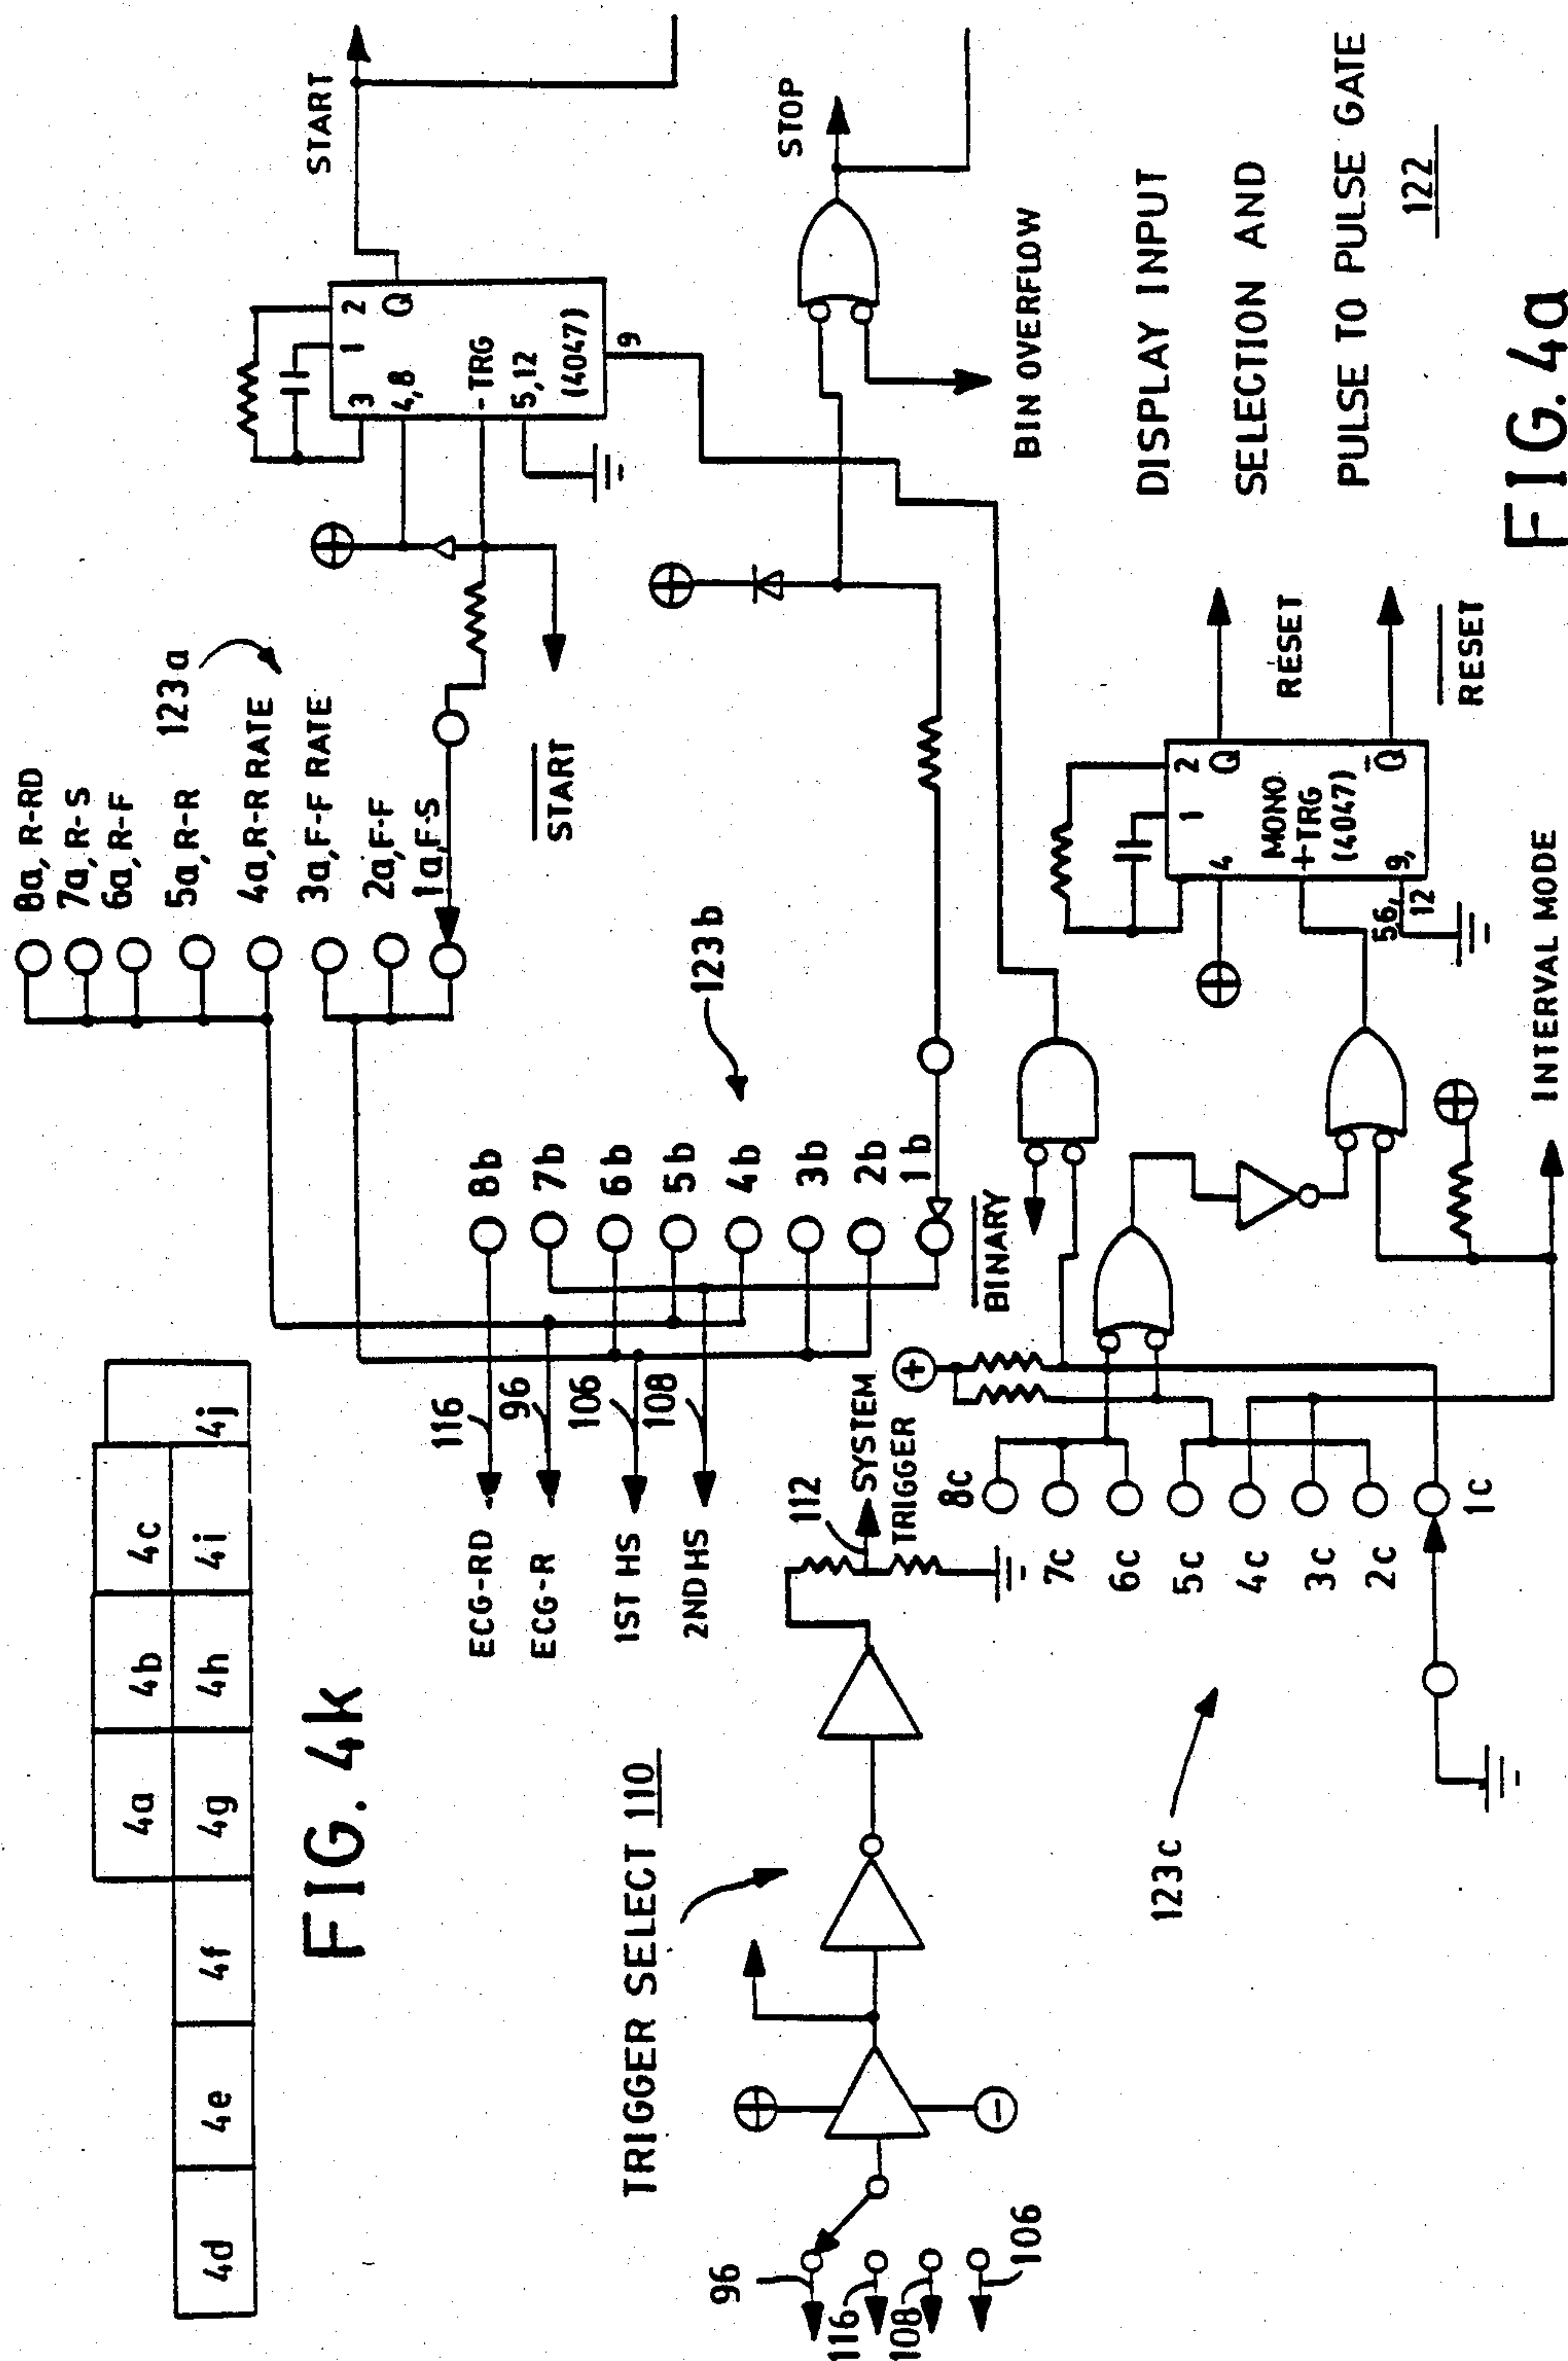 4a
4b
4c
4d
4e
4f
4g
4h
4i
4j
FIG. 4k
8a, R-RD
7a, R-S
6a, R-F
5a, R-R
4a, R-R RATE
3a, F-F RATE
2a, F-F
1a, F-S
123a
START
START
3
1
2
4,8
Q
-TRG
5,12
(4047)
9
STOP
BIN OVERFLOW
116
96
106
108
ECG-RD
ECG-R
1ST HS
2ND HS
8b
7b
6b
5b
4b
3b
2b
1b
123b
BINARY
TRIGGER SELECT 110
96
116
108
106
112
SYSTEM
TRIGGER
8c
7c
6c
5c
4c
3c
2c
1c
123c
1
2
4
Q
MONO
+TRG
(4047)
9,
Q
56,
12
RESET
RESET
INTERVAL MODE
DISPLAY INPUT
SELECTION AND
PULSE TO PULSE GATE
122
FIG. 4a